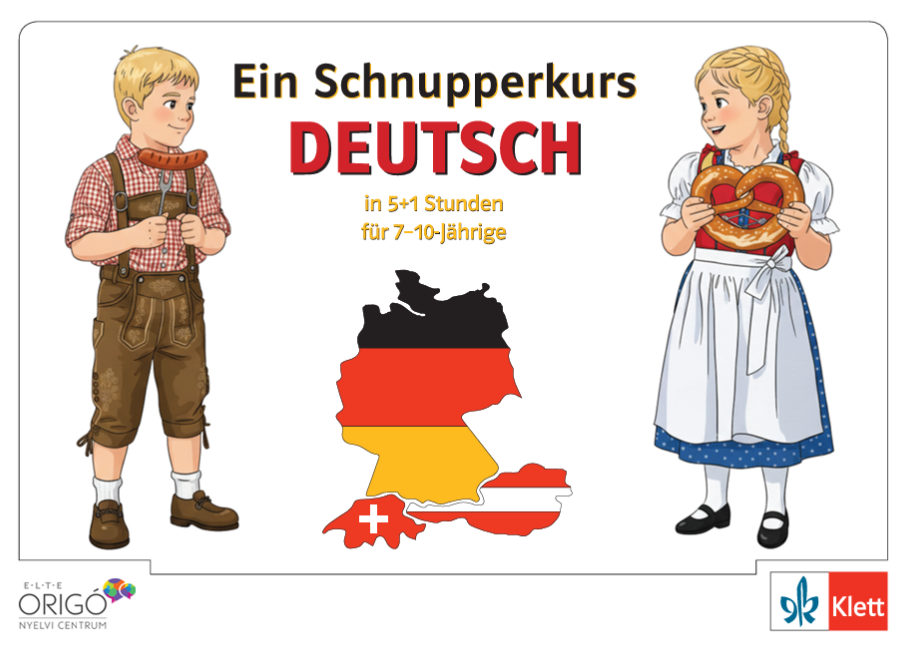 Ein Schnupperkurs
DEUTSCH
in 5+1 Stunden
für 7–10-Jährige
E·L·T·E
ORIGÓ
NYELVI CENTRUM
Klett